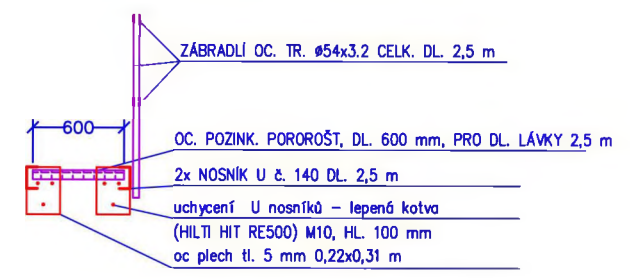 ZÁBRADLÍ OC. TR. ø54x3.2 CELK. DL. 2,5 m
600
OC. POZINK. POROROŠT, DL. 600 mm, PRO DL. LÁVKY 2,5 m
2x NOSNÍK U č. 140 DL. 2,5 m
uchycení U nosníků – lepená kotva
(HILTI HIT RE500) M10, HL. 100 mm
oc plech tl. 5 mm 0,22x0,31 m